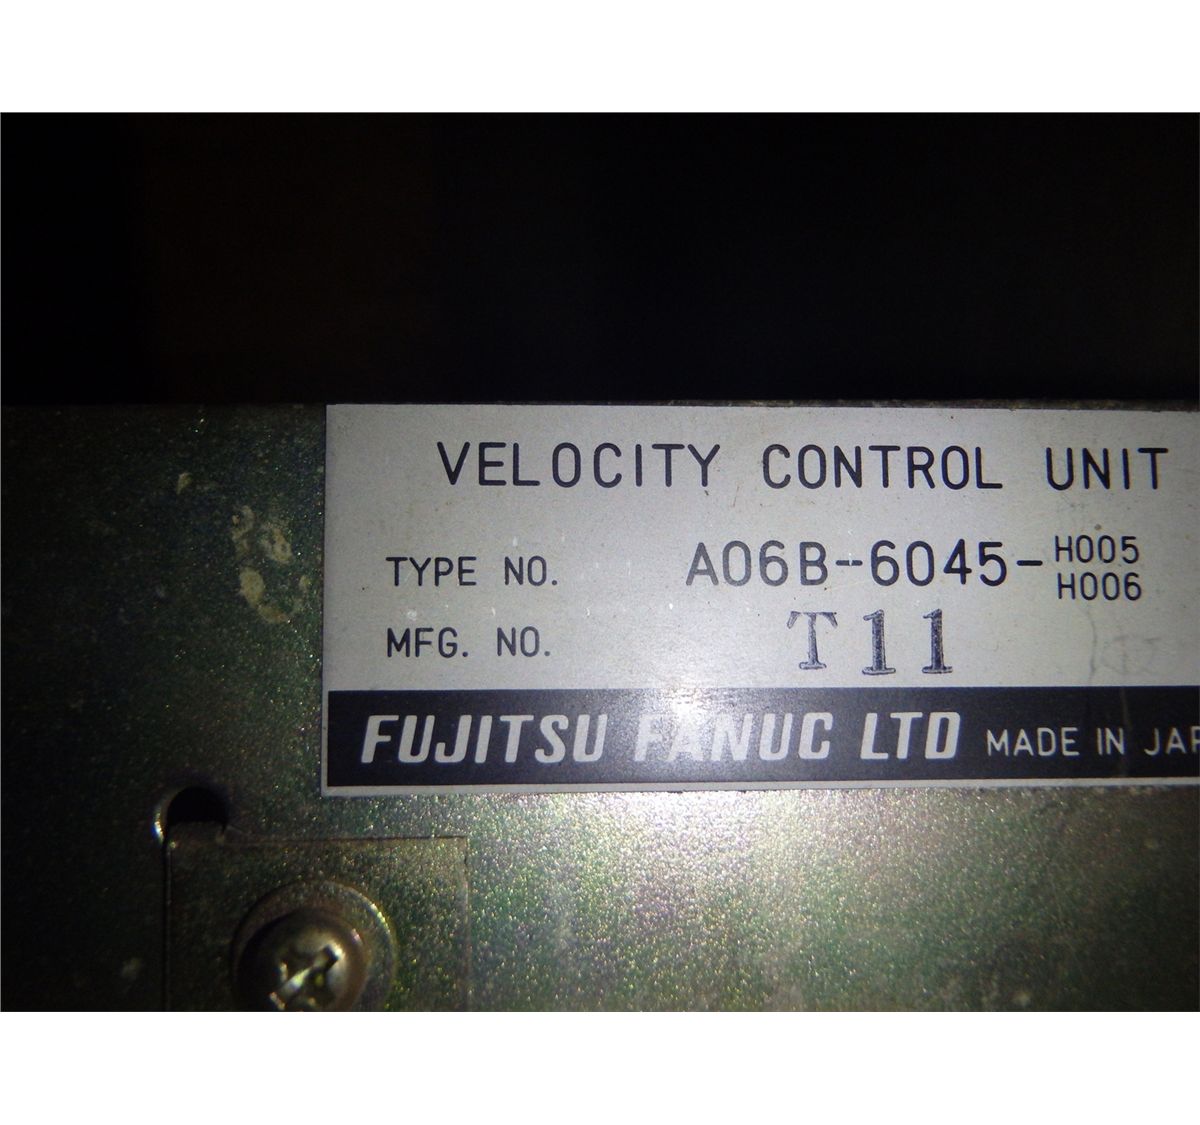 VELOCITY CONTROL UNIT
TYPE NO. A06B-6045-H005
H006
MFG. NO. T11
FUJITSU FANUC LTD MADE IN JAP